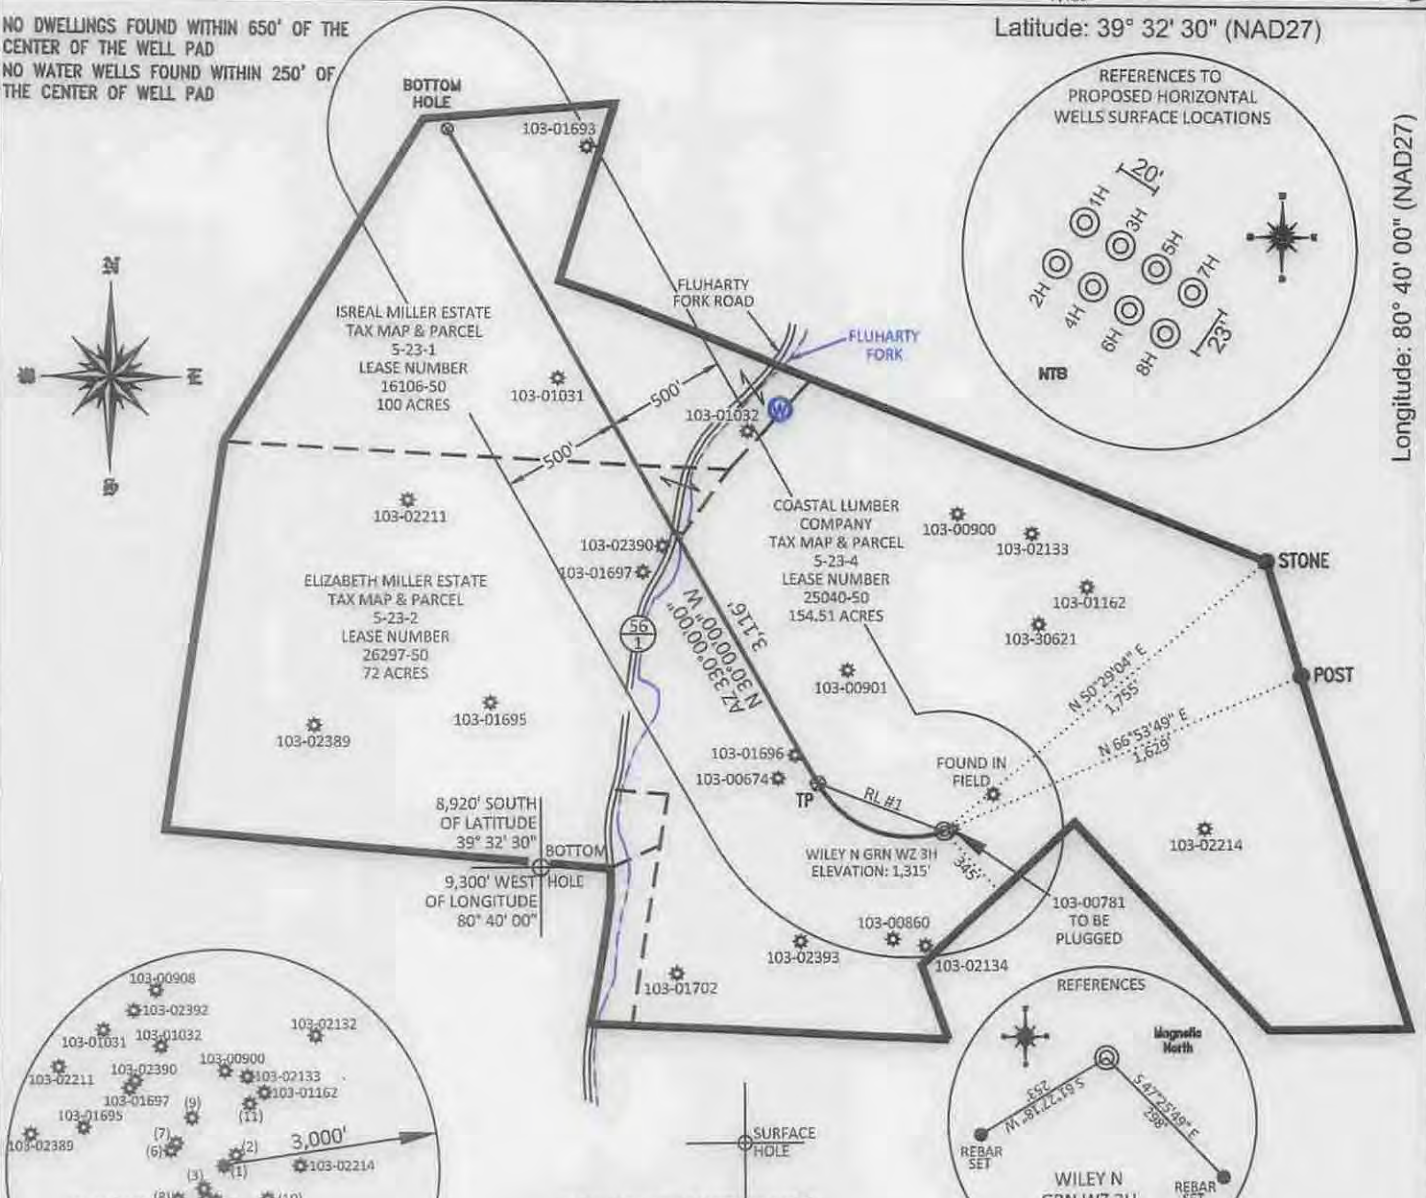 NO DWELLINGS FOUND WITHIN 650' OF THE
CENTER OF THE WELL PAD
NO WATER WELLS FOUND WITHIN 250' OF
THE CENTER OF WELL PAD
Latitude: 39° 32' 30" (NAD27)
Longitude: 80° 40' 00" (NAD27)
REFERENCES TO
PROPOSED HORIZONTAL
WELLS SURFACE LOCATIONS
20'
1H
3H
5H
7H
2H
4H
6H
8H
23'
NTB
BOTTOM
HOLE
103-01693
N
S
FLUHARTY
FORK ROAD
FLUHARTY
FORK
ISREAL MILLER ESTATE
TAX MAP & PARCEL
5-23-1
LEASE NUMBER
16106-50
100 ACRES
103-01031
500'
500'
103-01032
W
103-02211
103-02390
103-01697
ELIZABETH MILLER ESTATE
TAX MAP & PARCEL
5-23-2
LEASE NUMBER
26297-50
72 ACRES
56
1
COASTAL LUMBER
COMPANY
TAX MAP & PARCEL
5-23-4
LEASE NUMBER
25040-50
154.51 ACRES
103-00900
103-02133
103-01162
103-30621
STONE
POST
N 50°29'04" E
1,755'
N 66°53'49" E
1,629'
3,116'
N 30°00'00" W
AZ 330°00'00"
103-00901
103-01695
103-02389
103-01696
103-00674
TP
RL #1
FOUND IN
FIELD
103-02214
WILEY N GRN WZ 3H
ELEVATION: 1,315'
345'
103-00781
TO BE
PLUGGED
8,920' SOUTH
OF LATITUDE
39° 32' 30"
BOTTOM
HOLE
9,300' WEST
OF LONGITUDE
80° 40' 00"
103-00860
103-02393
103-02134
103-01702
103-00908
103-02392
103-01031
103-01032
103-02132
103-02211
103-02390
103-00900
103-02133
103-01162
103-01697
(9)
(11)
103-01695
103-02389
(7)
(6)
(2)
(1)
3,000'
103-02214
(3)
(8)
(10)
SURFACE
HOLE
REFERENCES
Magnetic
North
S 61°27'18" W
253'
S 47°25'49" E
298'
REBAR
SET
REBAR
SET
WILEY N
GRN WZ 3H